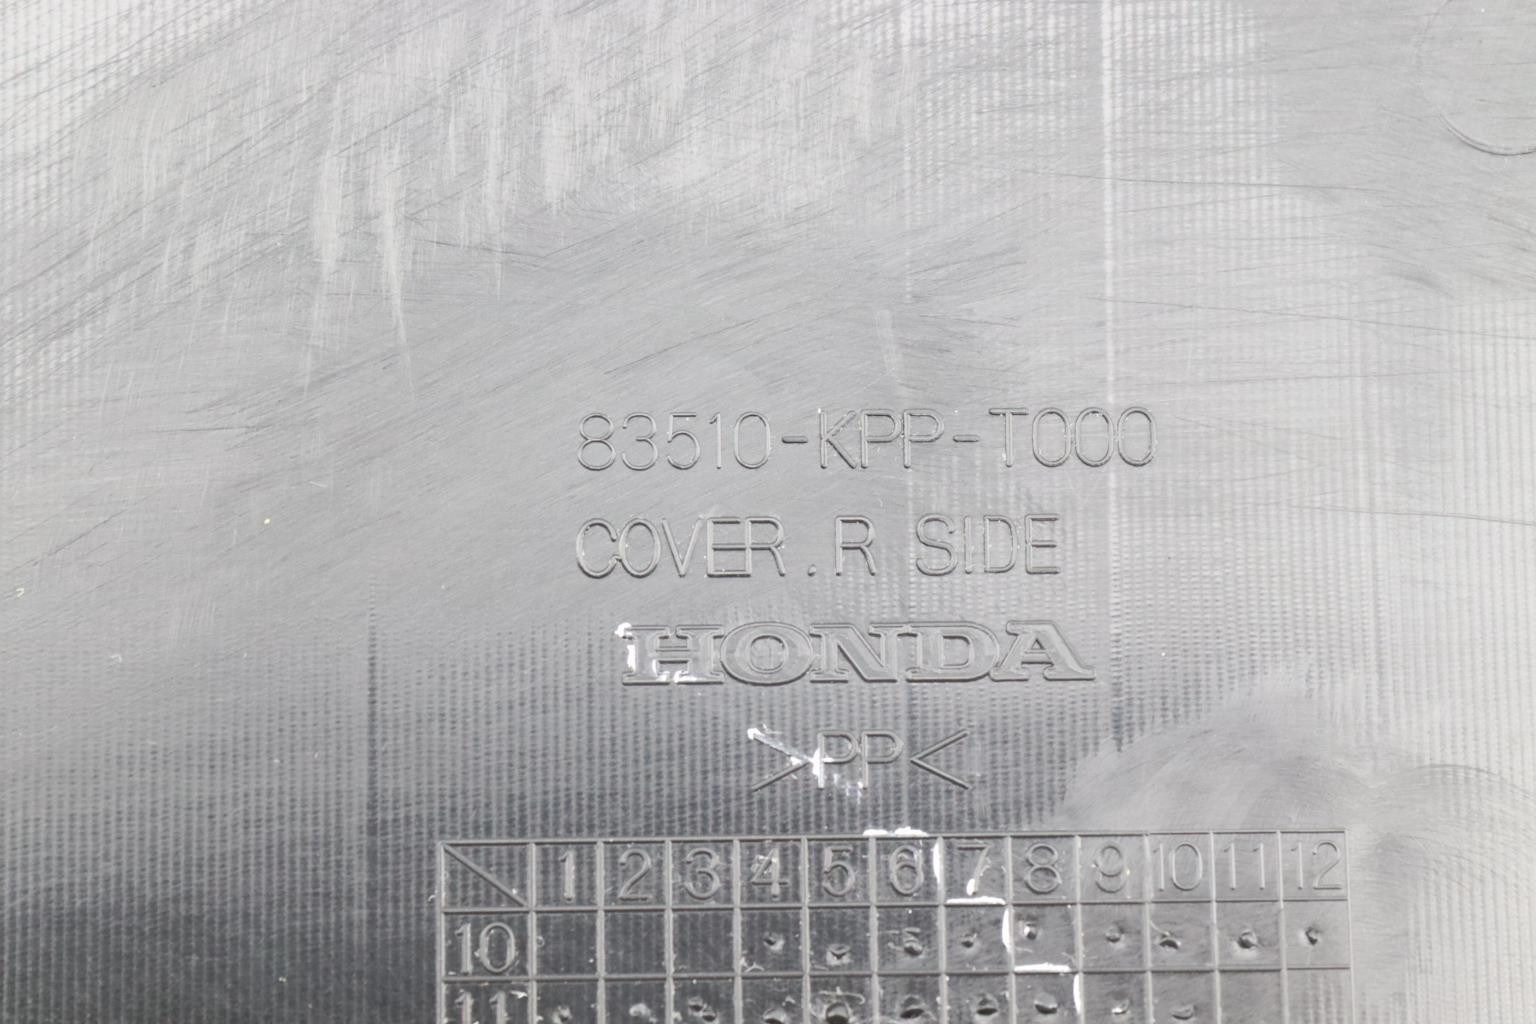 83510-KPP-T000
COVER.R SIDE
HONDA
>PP<
1 2 3 4 5 6 7 8 9 10 11 12
10
11